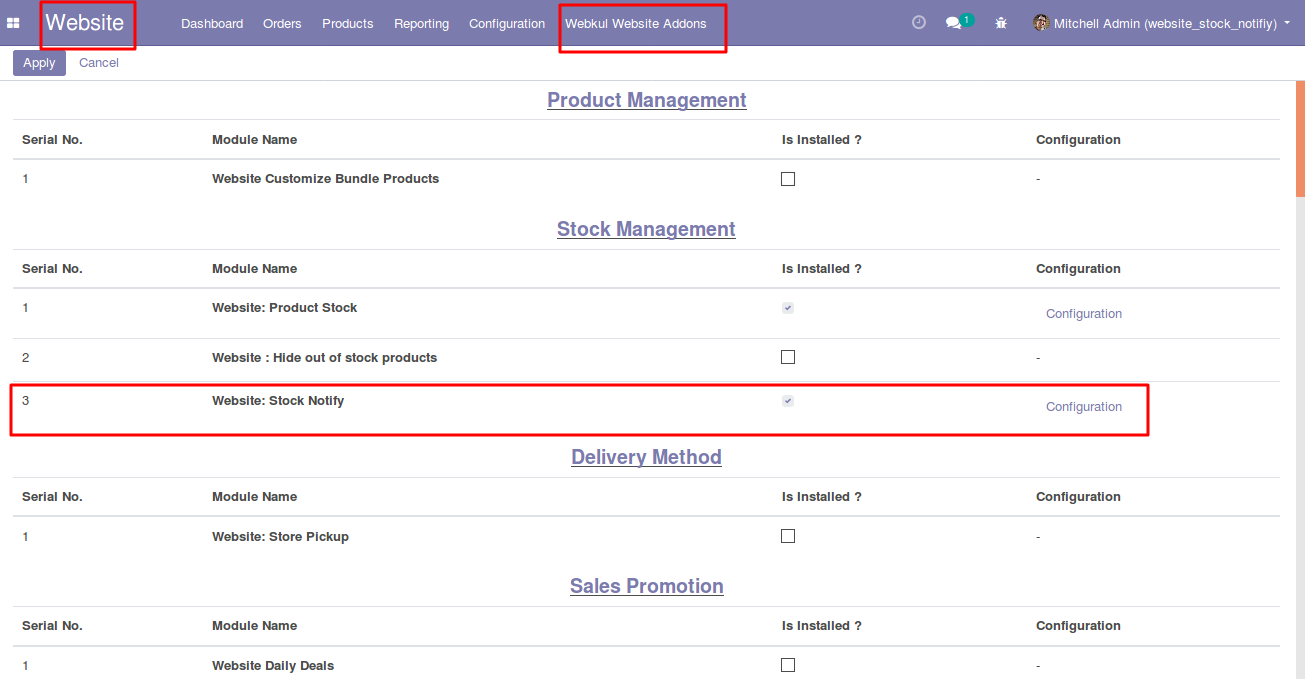 Website Dashboard Orders Products Reporting Configuration Webkul Website Addons 1 Mitchell Admin (website_stock_notifiy)
Apply Cancel
Product Management
Serial No. Module Name Is Installed ? Configuration
1 Website Customize Bundle Products -
Stock Management
Serial No. Module Name Is Installed ? Configuration
1 Website: Product Stock Configuration
2 Website : Hide out of stock products -
3 Website: Stock Notify Configuration
Delivery Method
Serial No. Module Name Is Installed ? Configuration
1 Website: Store Pickup -
Sales Promotion
Serial No. Module Name Is Installed ? Configuration
1 Website Daily Deals -